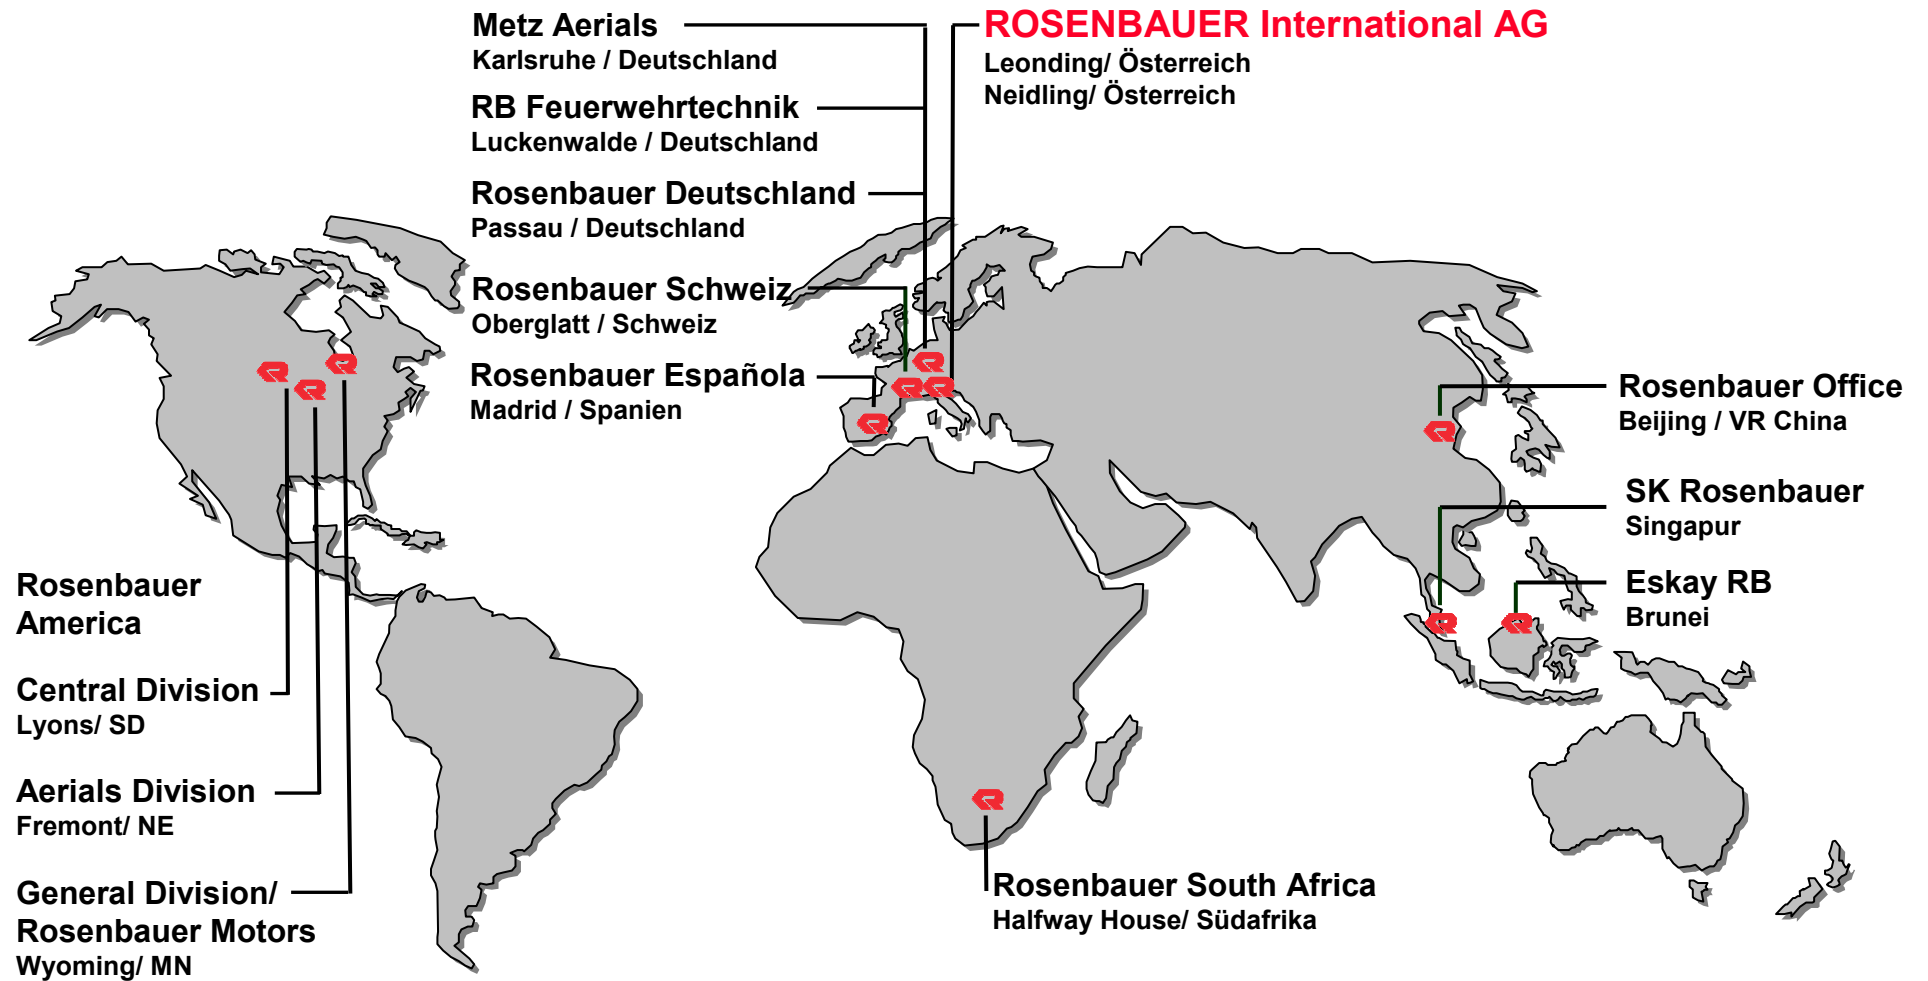 Metz Aerials
Karlsruhe / Deutschland
RB Feuerwehrtechnik
Luckenwalde / Deutschland
Rosenbauer Deutschland
Passau / Deutschland
Rosenbauer Schweiz
Oberglatt / Schweiz
Rosenbauer Española
Madrid / Spanien
ROSENBAUER International AG
Leonding/ Österreich
Neidling/ Österreich
Rosenbauer Office
Beijing / VR China
SK Rosenbauer
Singapur
Eskay RB
Brunei
Rosenbauer
America
Central Division
Lyons/ SD
Aerials Division
Fremont/ NE
General Division/
Rosenbauer Motors
Wyoming/ MN
Rosenbauer South Africa
Halfway House/ Südafrika